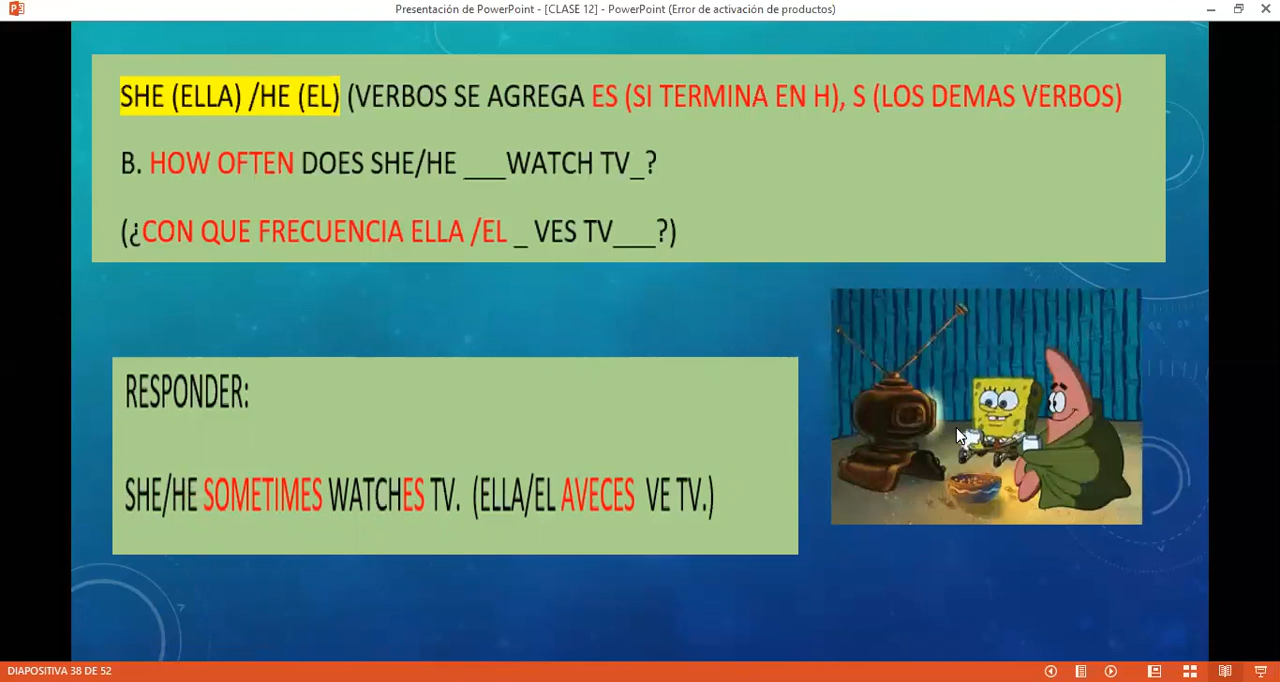 Presentación de PowerPoint - [CLASE 12] - PowerPoint (Error de activación de productos)
SHE (ELLA) /HE (EL) (VERBOS SE AGREGA ES (SI TERMINA EN H), S (LOS DEMAS VERBOS)
B. HOW OFTEN DOES SHE/HE ___WATCH TV_?
(¿CON QUE FRECUENCIA ELLA /EL _ VES TV___?)
RESPONDER:
SHE/HE SOMETIMES WATCHES TV. (ELLA/EL AVECES VE TV.)
DIAPOSITIVA 38 DE 52